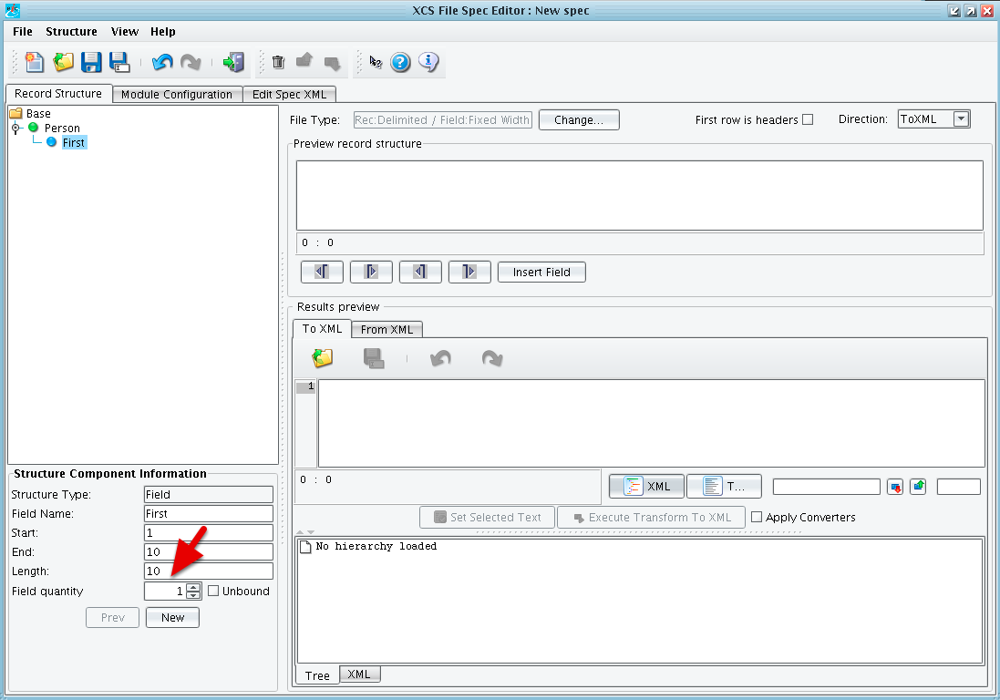 XCS File Spec Editor : New spec
File Structure View Help
Record Structure Module Configuration Edit Spec XML
Base
Person
First
File Type: Rec:Delimited / Field:Fixed Width Change... First row is headers Direction: ToXML
Preview record structure
0 : 0
Insert Field
Results preview
To XML From XML
1
0 : 0
XML T...
Set Selected Text Execute Transform To XML Apply Converters
No hierarchy loaded
Tree XML
Structure Component Information
Structure Type: Field
Field Name: First
Start: 1
End: 10
Length: 10
Field quantity 1 Unbound
Prev New